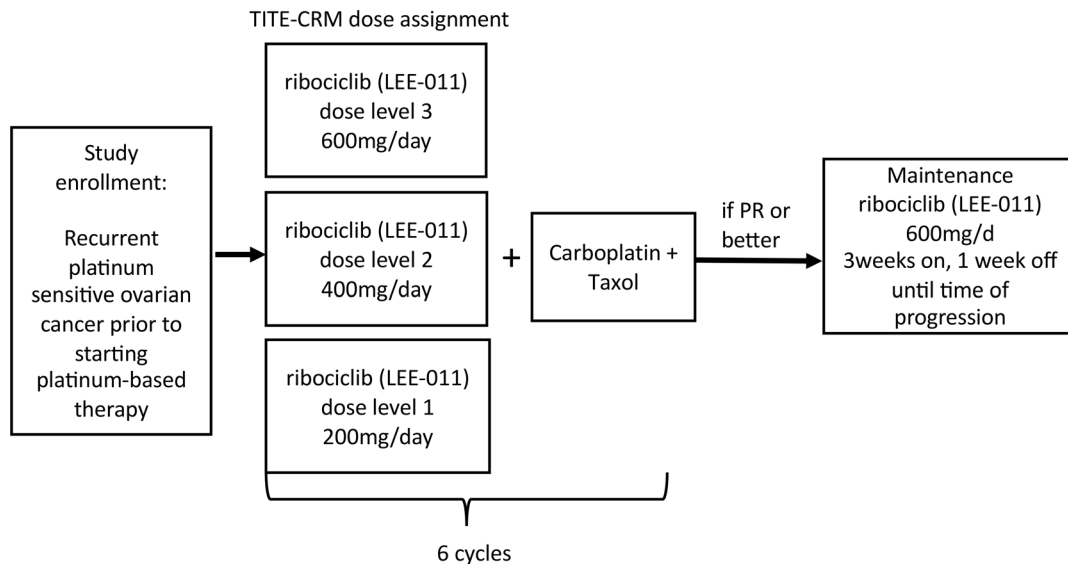 TITE-CRM dose assignment
Study
enrollment:
Recurrent
platinum
sensitive ovarian
cancer prior to
starting
platinum-based
therapy
ribociclib (LEE-011)
dose level 3
600mg/day
ribociclib (LEE-011)
dose level 2
400mg/day
ribociclib (LEE-011)
dose level 1
200mg/day
+
Carboplatin +
Taxol
if PR or
better
Maintenance
ribociclib (LEE-011)
600mg/d
3weeks on, 1 week off
until time of
progression
6 cycles